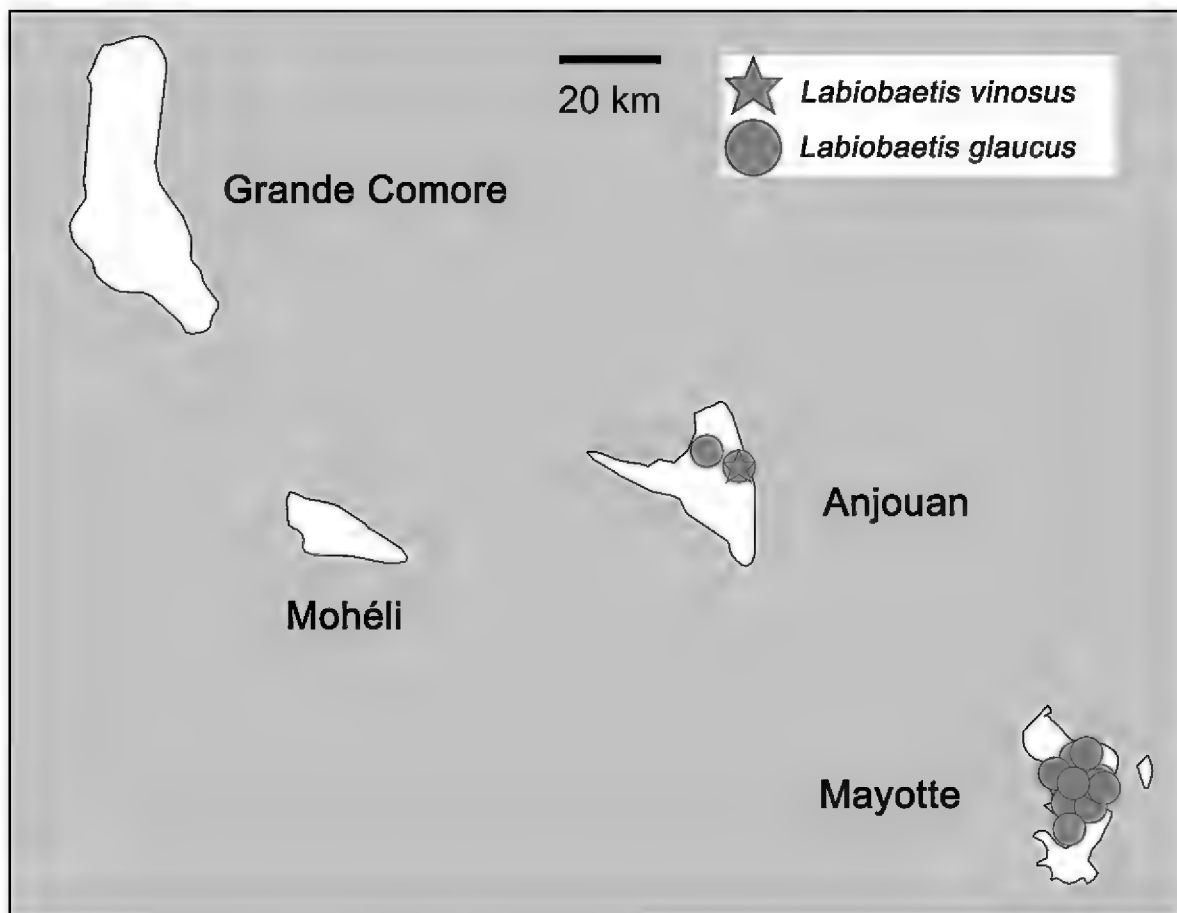 20 km
Labiobaetis vinosus
Labiobaetis glaucus
Grande Comore
Anjouan
Mohéli
Mayotte